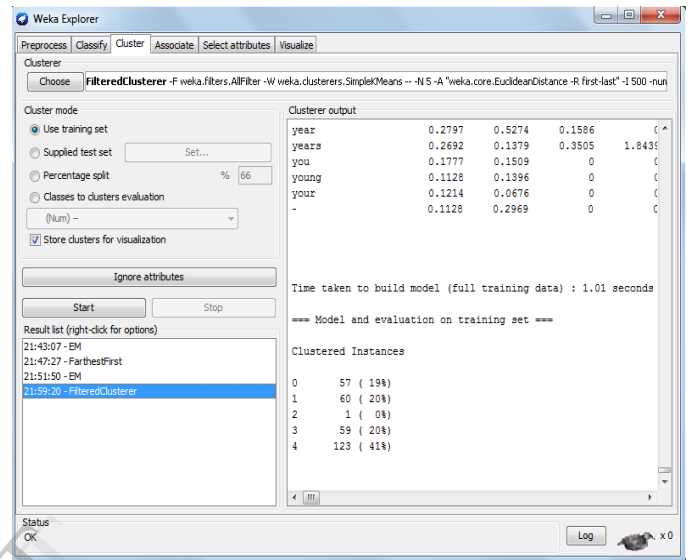 Weka Explorer
Preprocess Classify Cluster Associate Select attributes Visualize
Clusterer
Choose FilteredClusterer -F weka.filters.AllFilter -W weka.clusterers.SimpleKMeans -- -N 5 -A "weka.core.EuclideanDistance -R first-last" -I 500 -num
Cluster mode
Use training set
Supplied test set Set...
Percentage split % 66
Classes to clusters evaluation
(Num) --
Store clusters for visualization
Ignore attributes
Start Stop
Result list (right-click for options)
21:43:07 - EM
21:47:27 - FarthestFirst
21:51:50 - EM
21:59:20 - FilteredClusterer
Clusterer output
year 0.2797 0.5274 0.1586
years 0.2692 0.1379 0.3505 1.8439
you 0.1777 0.1509 0
young 0.1128 0.1396 0
your 0.1214 0.0676 0
- 0.1128 0.2969 0
Time taken to build model (full training data) : 1.01 seconds
=== Model and evaluation on training set ===
Clustered Instances
0 57 ( 19%)
1 60 ( 20%)
2 1 ( 0%)
3 59 ( 20%)
4 123 ( 41%)
Status
OK
Log x 0